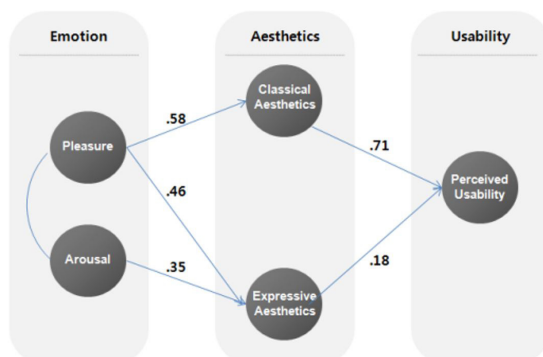 Emotion
Aesthetics
Usability
Classical
Aesthetics
.58
.71
Pleasure
Perceived
Usability
.46
Arousal
.35
.18
Expressive
Aesthetics